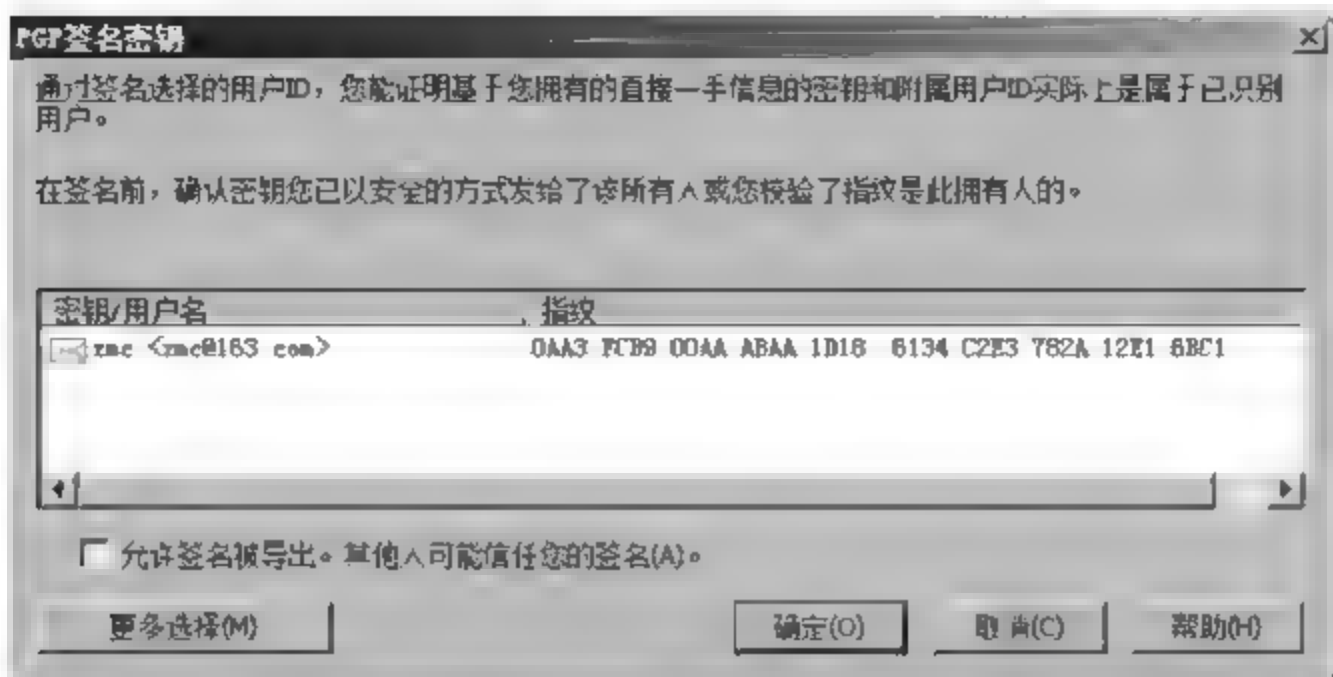 PGP签名密钥
通过签名选择的用户ID，您能证明基于您拥有的直接一手信息的密钥和附属用户ID实际上是属于已识别
用户。
在签名前，确认密钥您已以安全的方式发给了该所有人或您校验了指纹是此拥有人的。
密钥/用户名 指纹
rmc <rmc@163 com> 0AA3 FCB9 00AA ABAA 1D16 6134 C2E3 782A 12E1 6BC1
允许签名被导出。其他人可能信任您的签名(A)。
更多选择(M) 确定(O) 取消(C) 帮助(H)